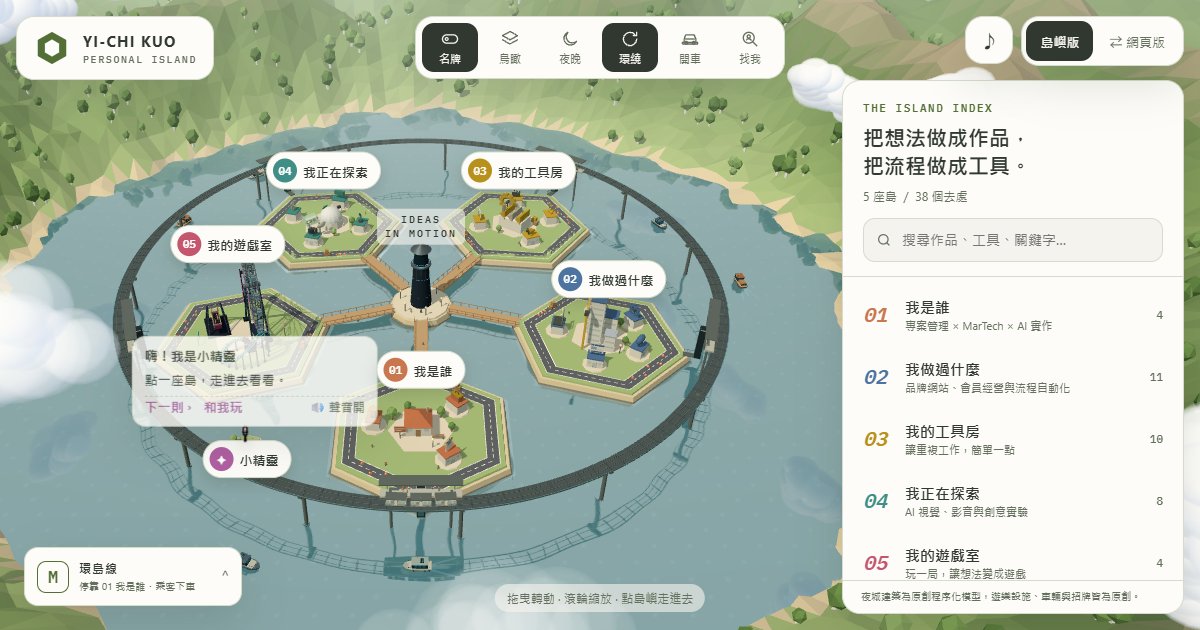 YI-CHI KUO
PERSONAL ISLAND
名牌
鳥瞰
夜晚
環繞
開車
找我
♪
島嶼版
⇄ 網頁版
THE ISLAND INDEX
把想法做成作品，
把流程做成工具。
5 座島 / 38 個去處
搜尋作品、工具、關鍵字…
01
我是誰
專案管理 × MarTech × AI 實作
4
02
我做過什麼
品牌網站、會員經營與流程自動化
11
03
我的工具房
讓重複工作，簡單一點
10
04
我正在探索
AI 視覺、影音與創意實驗
8
05
我的遊戲室
玩一局，讓想法變成遊戲
4
夜城建築為原創程序化模型，遊樂設施、車輛與招牌皆為原創。
04 我正在探索
03 我的工具房
IDEAS
IN MOTION
05 我的遊戲室
02 我做過什麼
嗨！我是小精靈
點一座島，走進去看看。
下一則 › 和我玩 🔊 聲音開
01 我是誰
✦ 小精靈
M
環島線
停靠 01 我是誰 · 乘客下車
^
拖曳轉動 · 滾輪縮放 · 點島嶼走進去